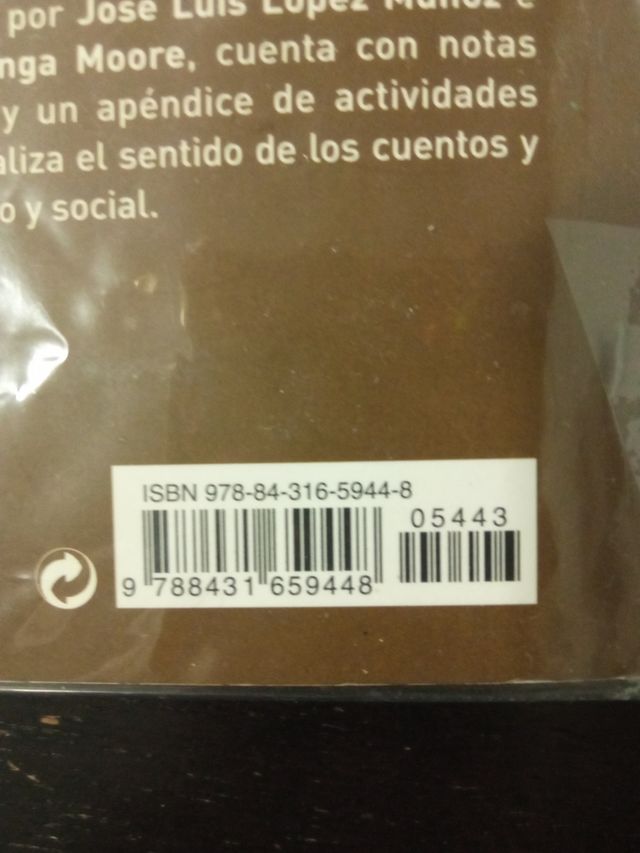 por José Luis López Muñoz e
nga Moore, cuenta con notas
y un apéndice de actividades
aliza el sentido de los cuentos y
o y social.
ISBN 978-84-316-5944-8
05443
9 788431 659448